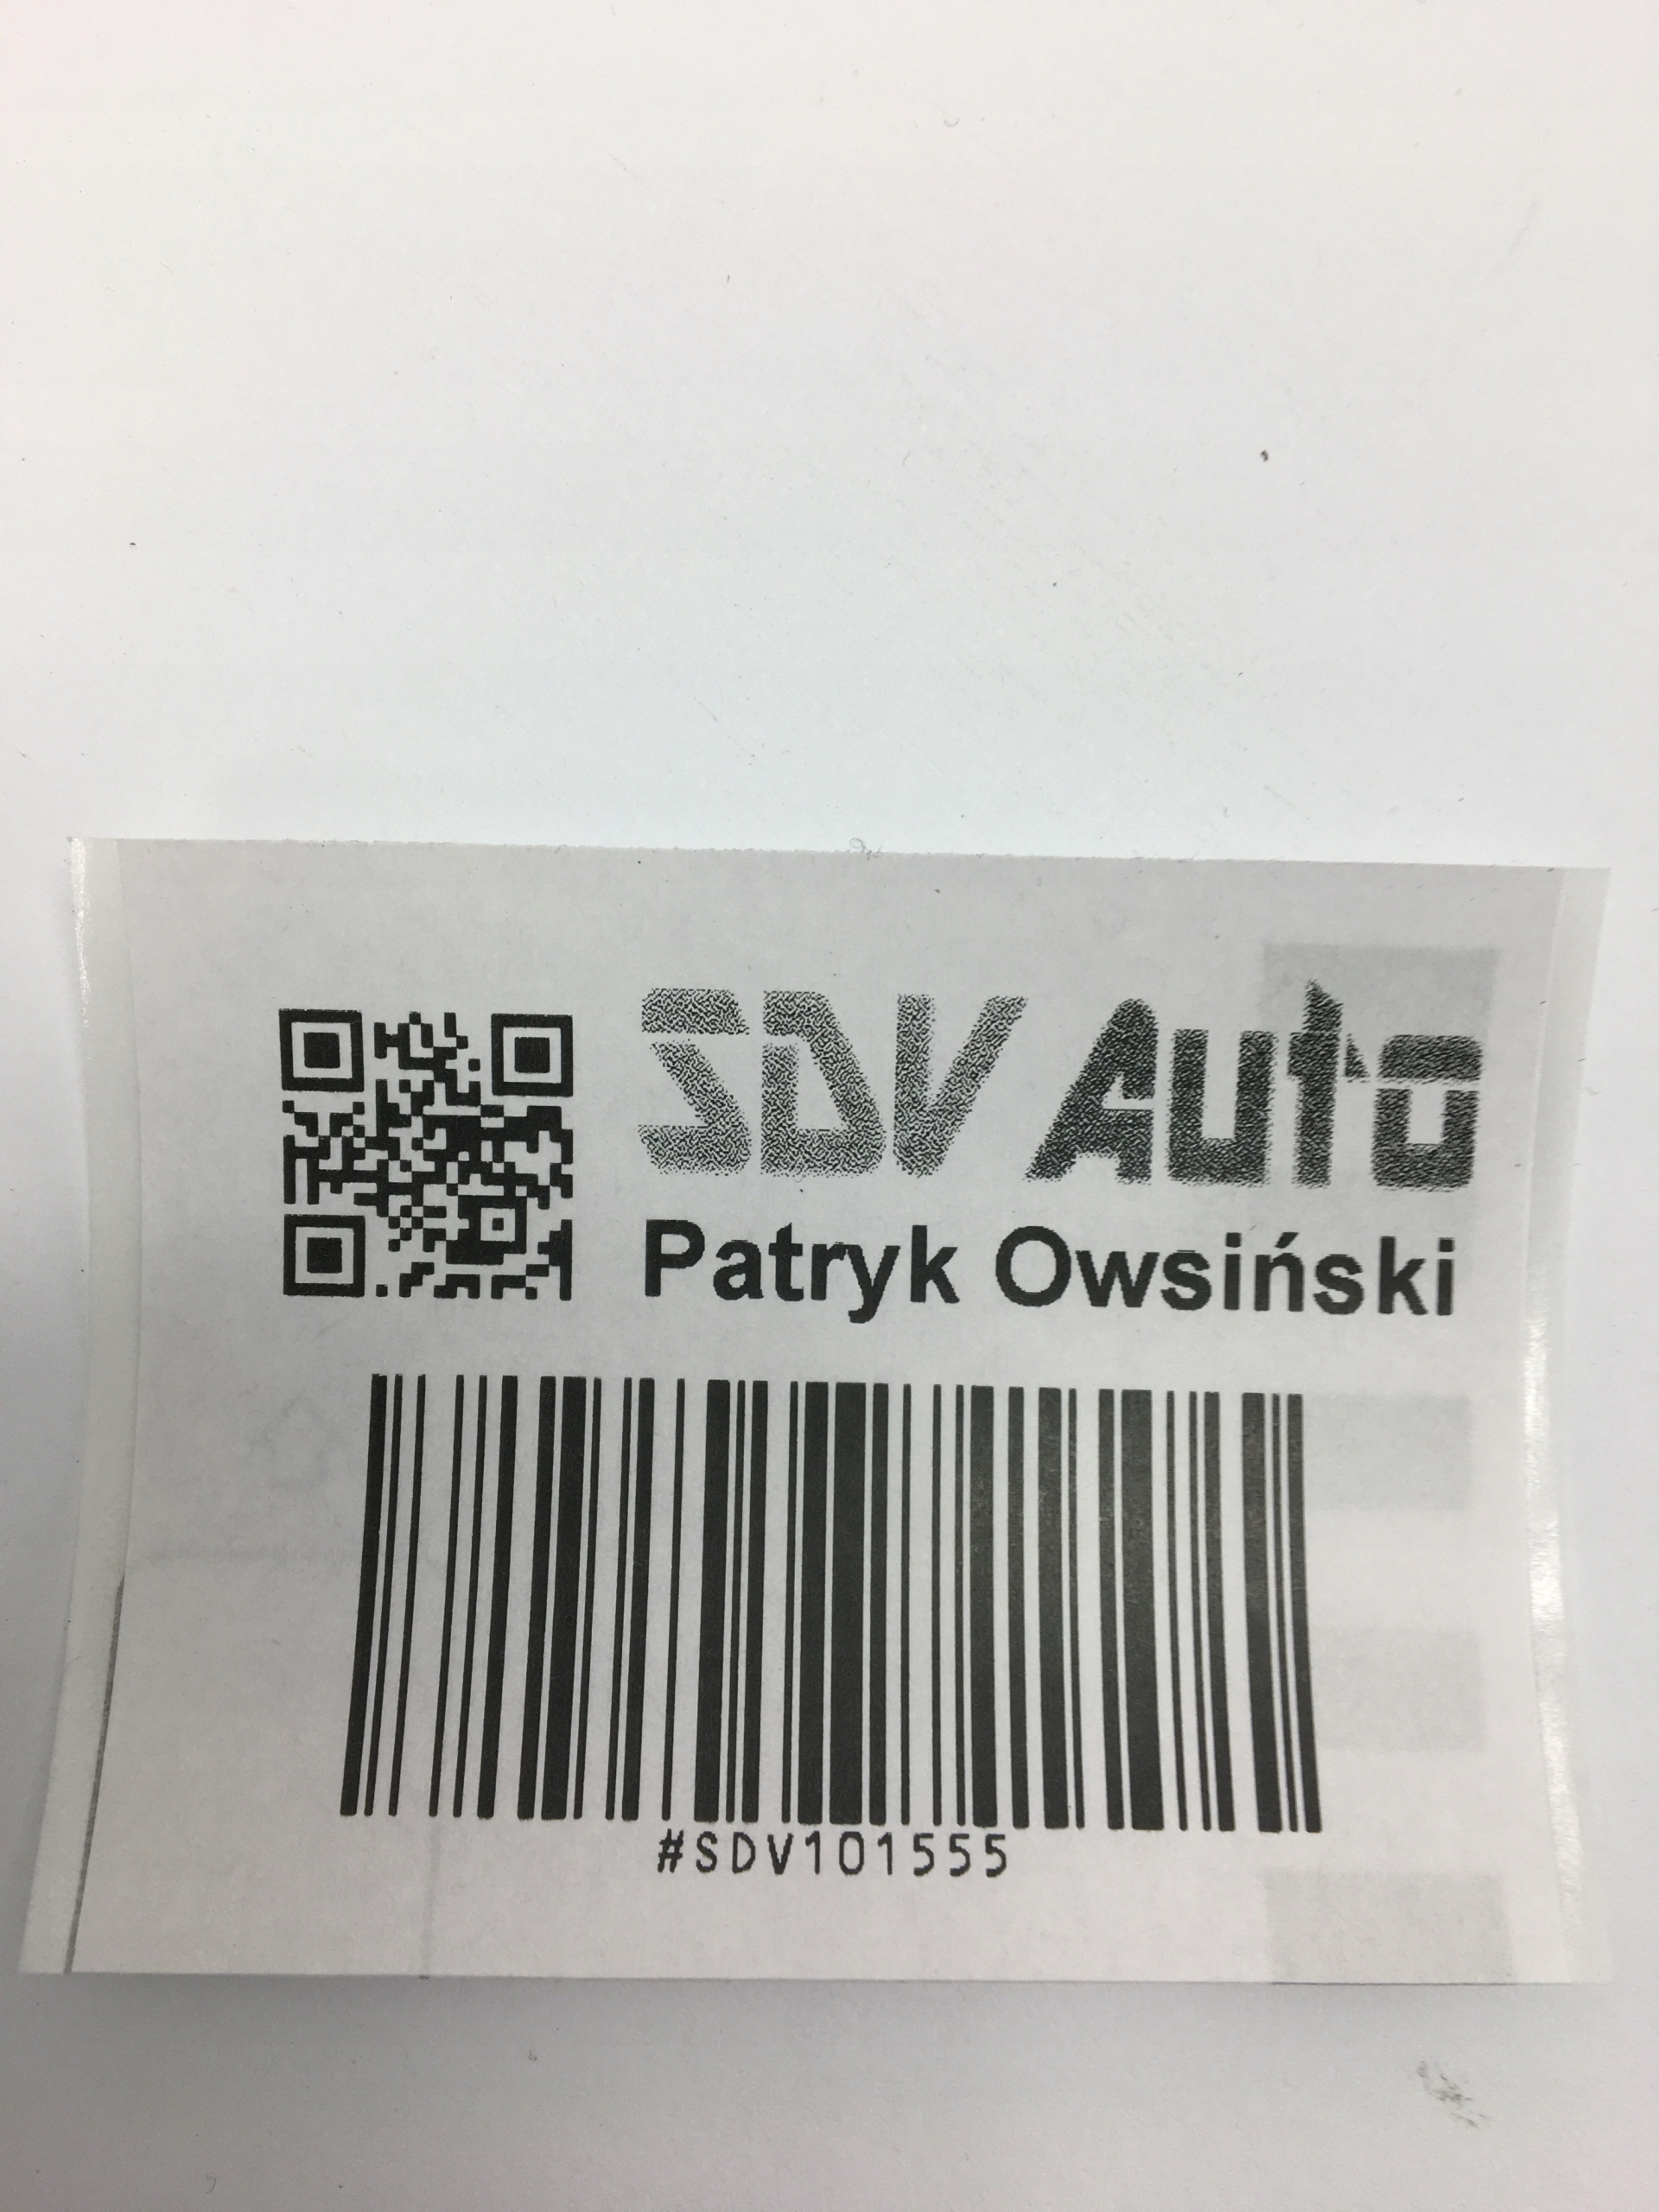 SDV Auto
Patryk Owsiński
#SDV101555